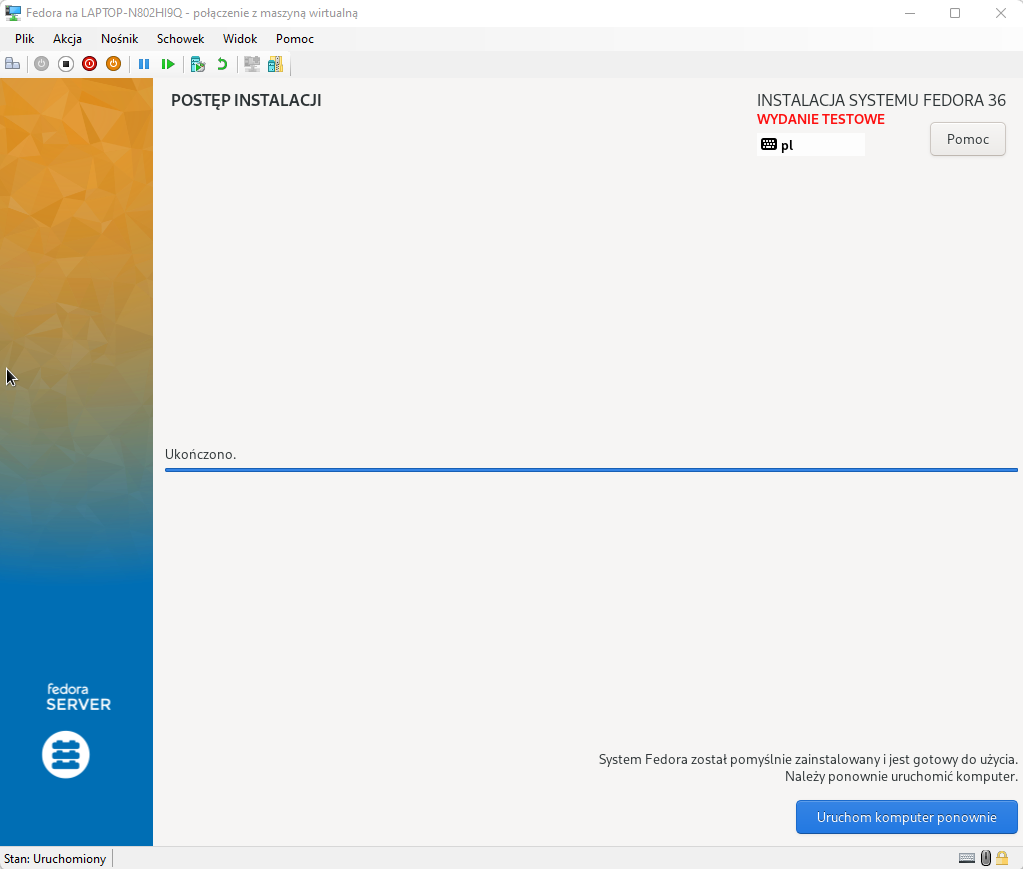 Fedora na LAPTOP-N802HI9Q - połączenie z maszyną wirtualną
Plik Akcja Nośnik Schowek Widok Pomoc
POSTĘP INSTALACJI
INSTALACJA SYSTEMU FEDORA 36
WYDANIE TESTOWE
pl
Pomoc
Ukończono.
fedora
SERVER
System Fedora został pomyślnie zainstalowany i jest gotowy do użycia.
Należy ponownie uruchomić komputer.
Uruchom komputer ponownie
Stan: Uruchomiony